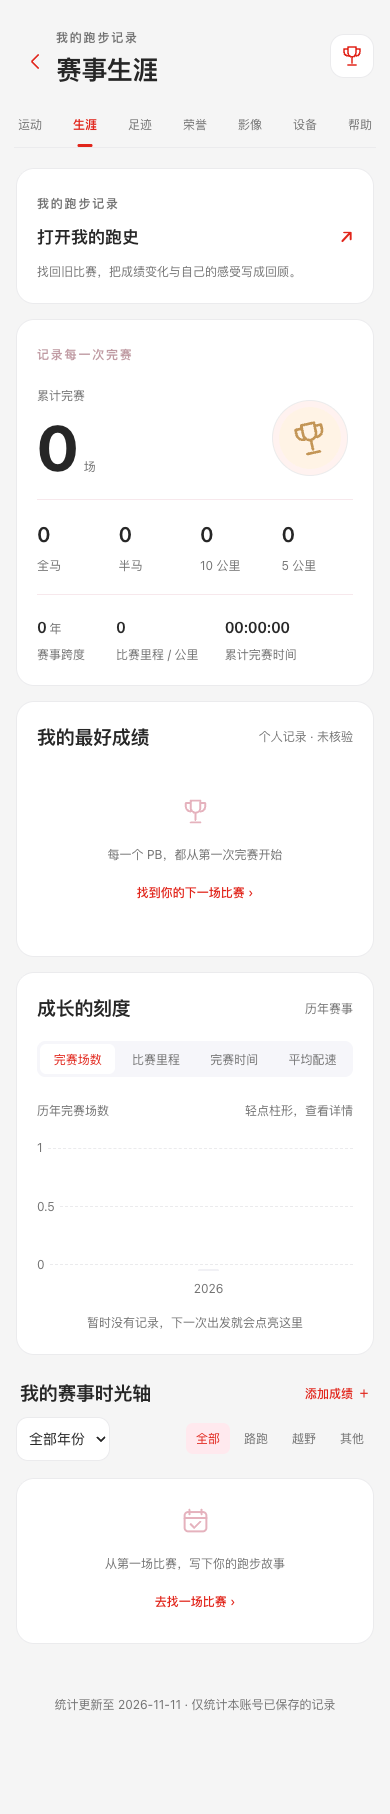 我的跑步记录
赛事生涯
运动 生涯 足迹 荣誉 影像 设备 帮助
我的跑步记录
打开我的跑史
找回旧比赛，把成绩变化与自己的感受写成回顾。
记录每一次完赛
累计完赛
0 场
0 0 0 0
全马 半马 10 公里 5 公里
0 年 0 00:00:00
赛事跨度 比赛里程 / 公里 累计完赛时间
我的最好成绩 个人记录 · 未核验
每一个 PB，都从第一次完赛开始
找到你的下一场比赛 ›
成长的刻度 历年赛事
完赛场数 比赛里程 完赛时间 平均配速
历年完赛场数 轻点柱形，查看详情
1
0.5
0
2026
暂时没有记录，下一次出发就会点亮这里
我的赛事时光轴 添加成绩 +
全部年份 全部 路跑 越野 其他
从第一场比赛，写下你的跑步故事
去找一场比赛 ›
统计更新至 2026-11-11 · 仅统计本账号已保存的记录